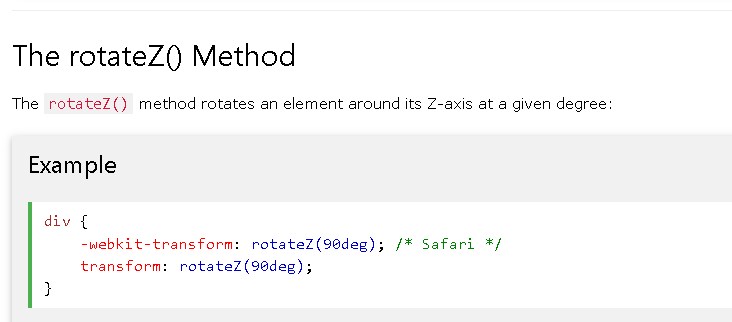 The rotateZ() Method
The rotateZ() method rotates an element around its Z-axis at a given degree:
Example
div {
    -webkit-transform: rotateZ(90deg); /* Safari */
    transform: rotateZ(90deg);
}